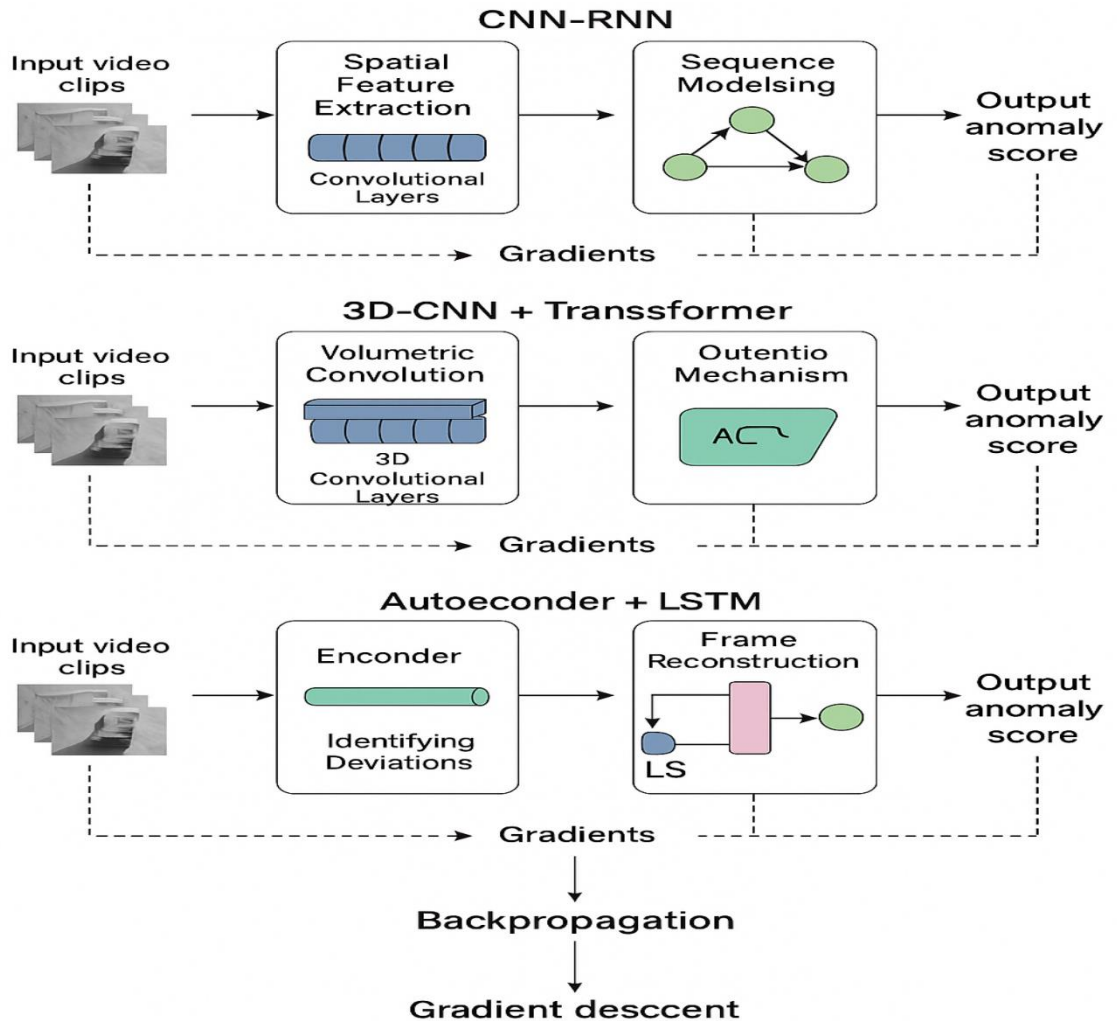 CNN-RNN
Input video
clips
Spatial
Feature
Extraction
Convolutional
Layers
Sequence
Modelsing
Output
anomaly
score
Gradients
3D-CNN + Transsformer
Input video
clips
Volumetric
Convolution
3D
Convolutional
Layers
Outentio
Mechanism
AC
Output
anomaly
score
Gradients
Autoeconder + LSTM
Input video
clips
Enconder
Identifying
Deviations
Frame
Reconstruction
LS
Output
anomaly
score
Gradients
Backpropagation
Gradient desccent